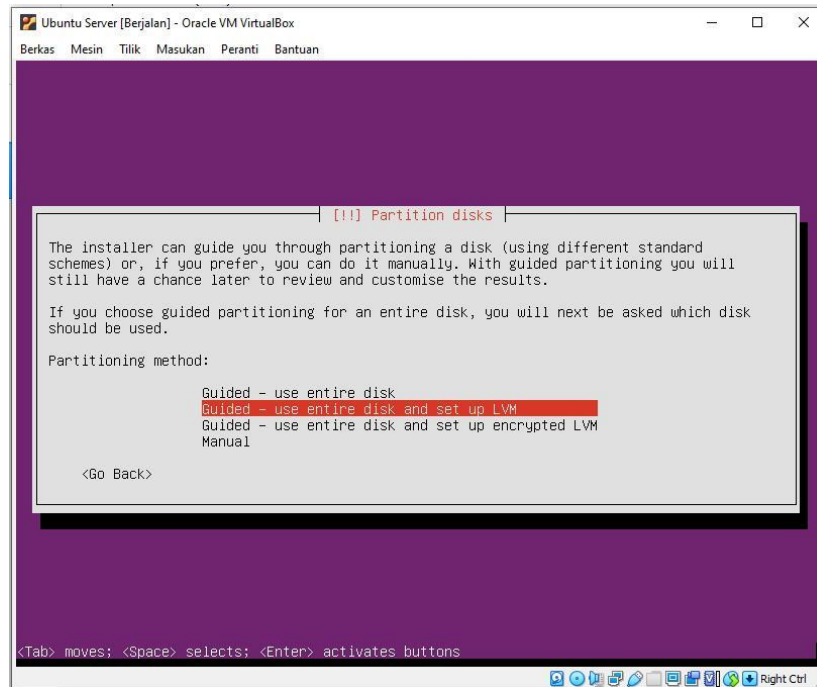 Ubuntu Server [Berjalan] - Oracle VM VirtualBox
Berkas Mesin Tilik Masukan Peranti Bantuan
[!!] Partition disks
The installer can guide you through partitioning a disk (using different standard
schemes) or, if you prefer, you can do it manually. With guided partitioning you will
still have a chance later to review and customise the results.
If you choose guided partitioning for an entire disk, you will next be asked which disk
should be used.
Partitioning method:
Guided - use entire disk
Guided - use entire disk and set up LVM
Guided - use entire disk and set up encrypted LVM
Manual
<Go Back>
<Tab> moves; <Space> selects; <Enter> activates buttons
Right Ctrl